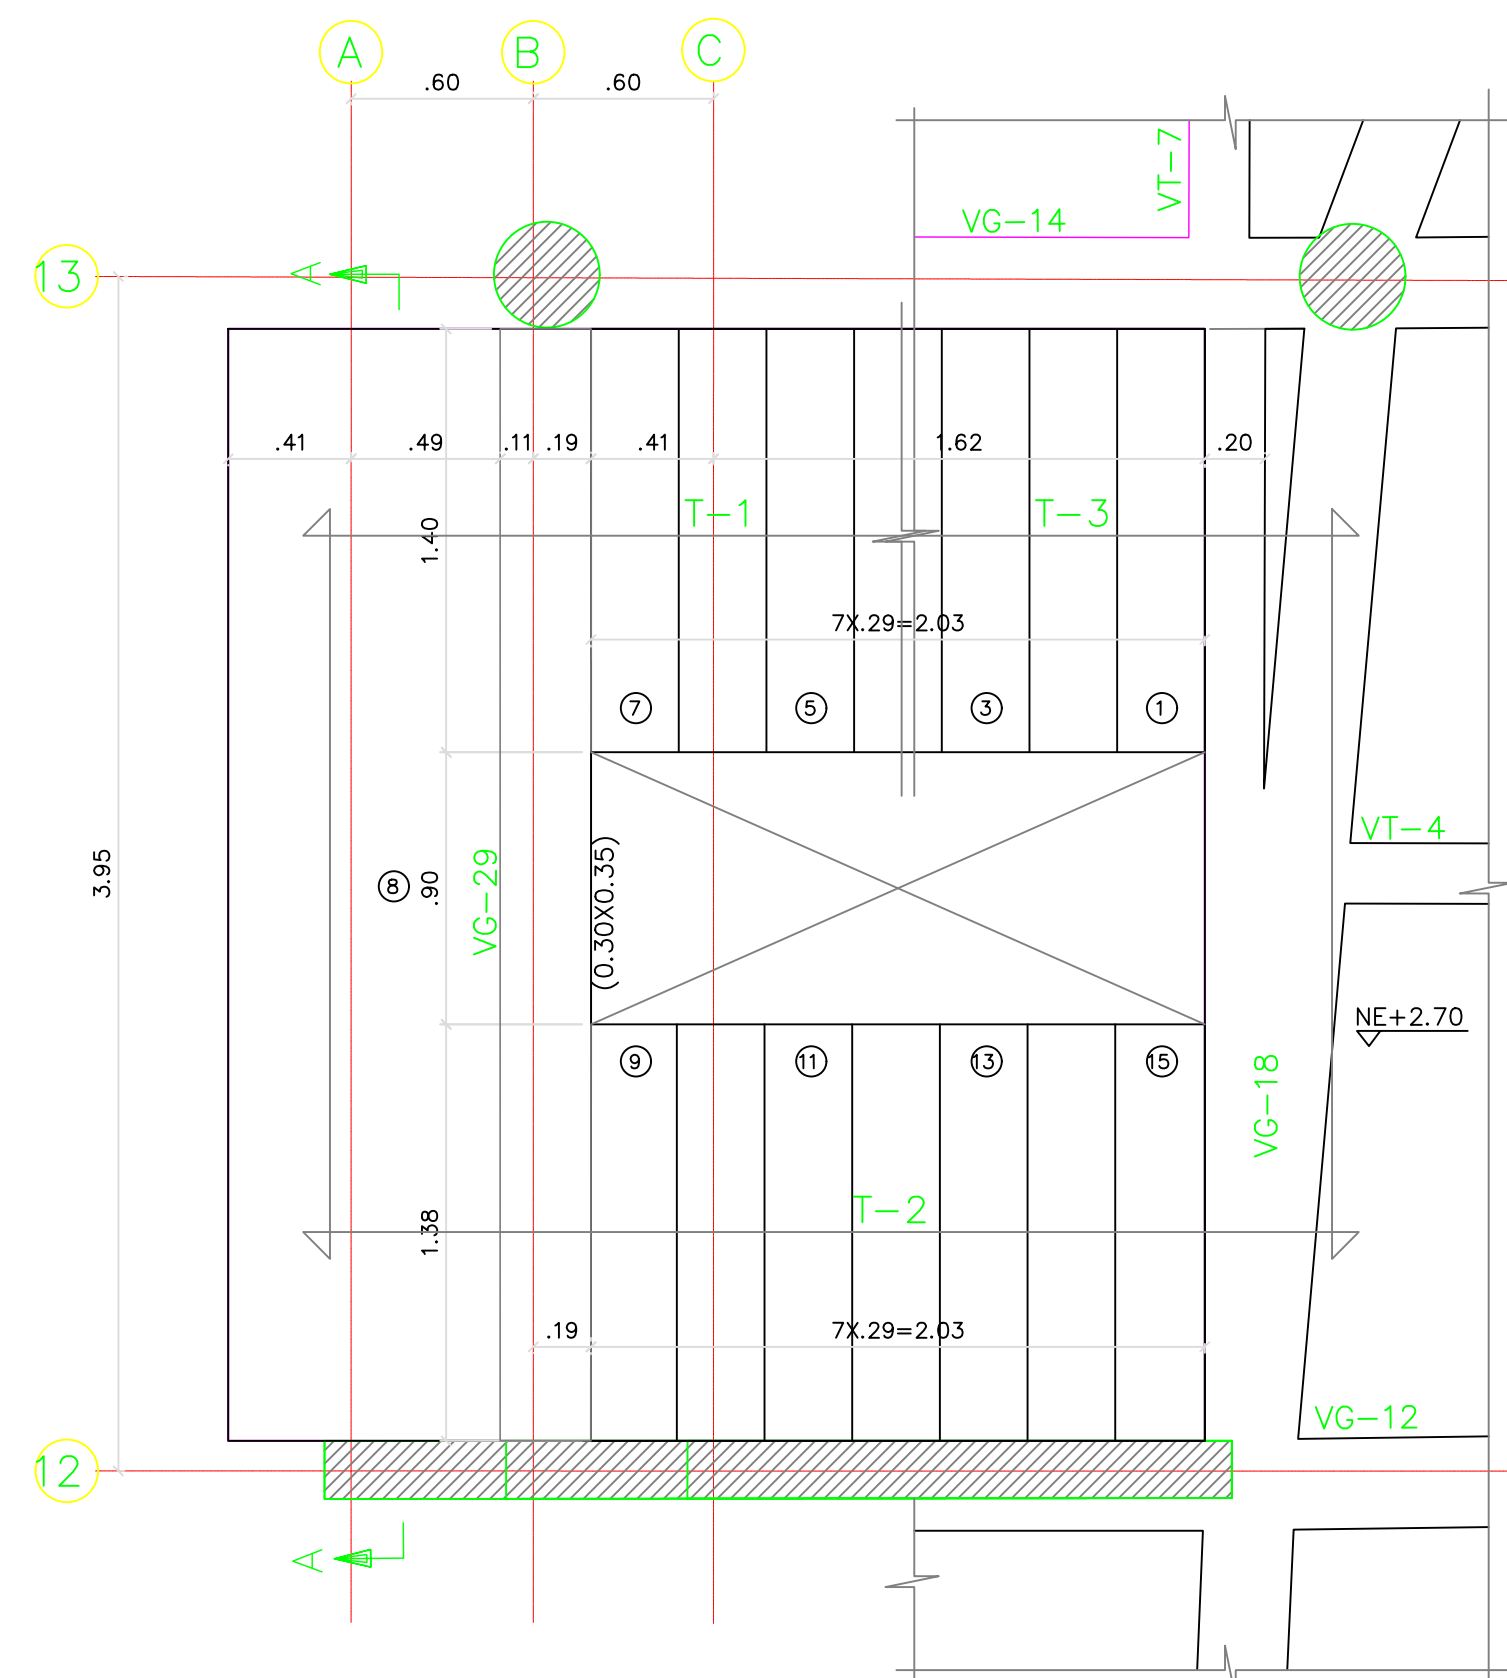 A
B
C
.60
.60
VT-7
VG-14
13
A
.41
.49
.11
.19
.41
1.62
.20
T-1
T-3
1.40
7X.29=2.03
7
5
3
1
VT-4
3.95
8
.90
VG-29
(0.30X0.35)
NE+2.70
9
11
13
15
VG-18
T-2
1.38
.19
7X.29=2.03
VG-12
12
A